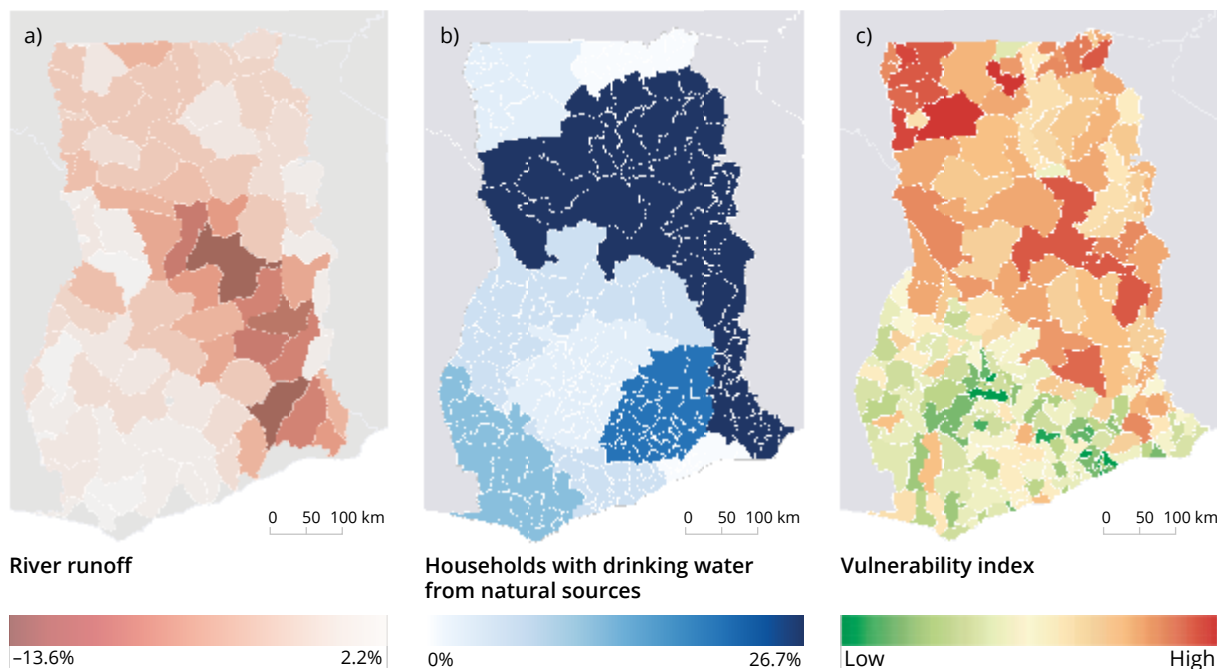 a)
b)
c)
0 50 100 km
0 50 100 km
0 50 100 km
River runoff
Households with drinking water
from natural sources
Vulnerability index
–13.6% 2.2%
0% 26.7%
Low High